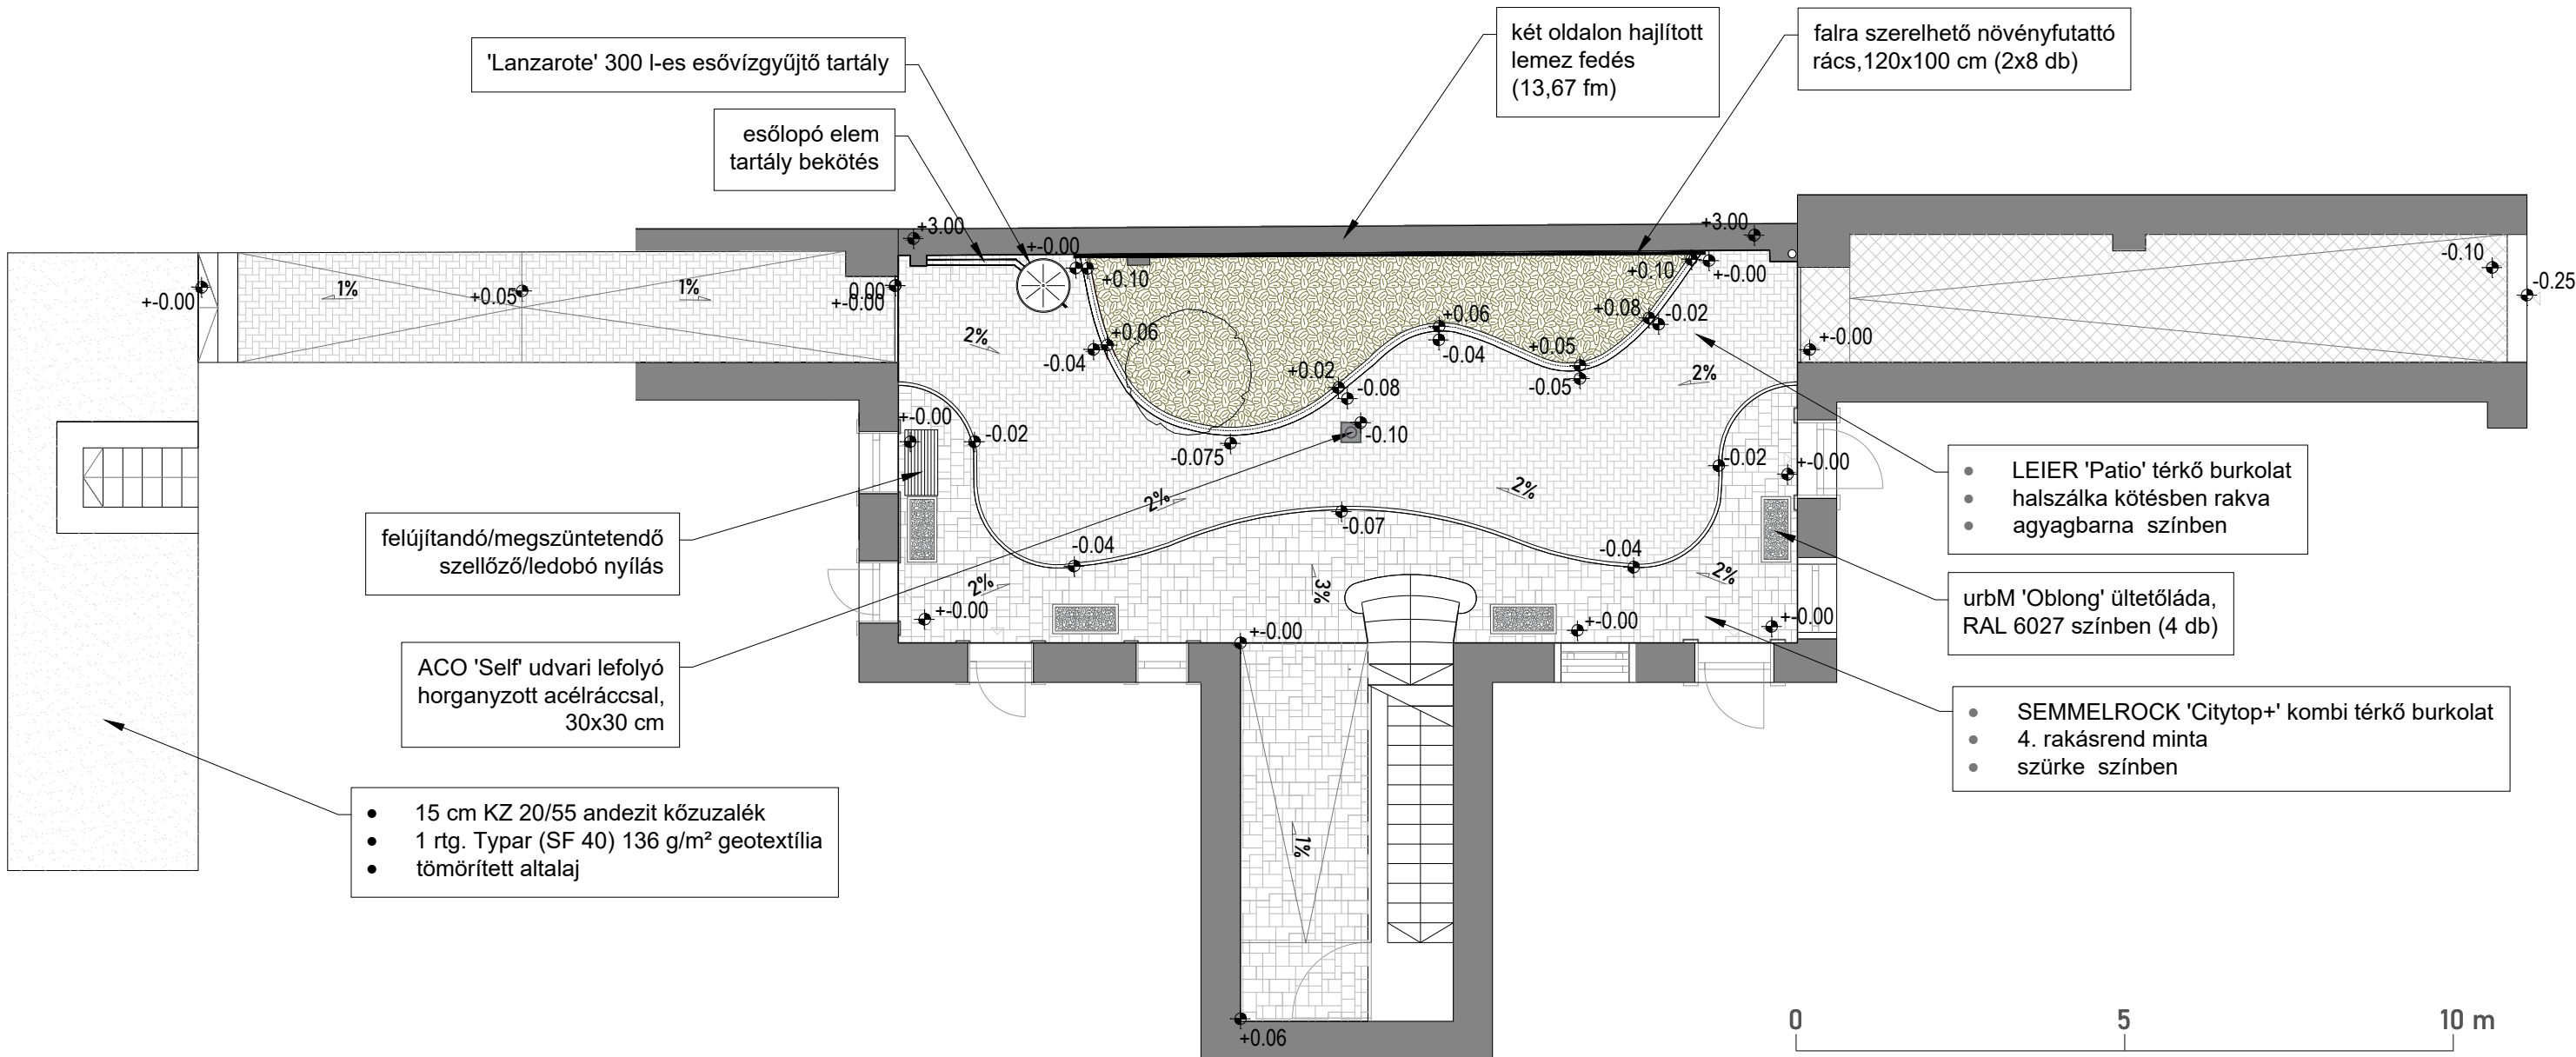 'Lanzarote' 300 l-es esővízgyűjtő tartály
esőlopó elem
tartály bekötés
két oldalon hajlított
lemez fedés
(13,67 fm)
falra szerelhető növényfuttattó
rács,120x100 cm (2x8 db)
+3.00
+-0.00
+3.00
+-0.00
1%
+0.05
1%
0.00
+-0.00
+0.10
+0.10
+-0.00
-0.10
-0.25
2%
-0.04
+0.06
+0.06
-0.04
+0.08
-0.02
+0.05
-0.05
+-0.00
+0.02
-0.08
2%
+-0.00
-0.02
-0.075
-0.10
-0.02
+-0.00
2%
2%
-0.07
-0.04
-0.04
2%
3%
2%
+-0.00
+-0.00
+-0.00
+-0.00
1%
+0.06
felújítandó/megszüntetendő
szellőző/ledobó nyílás
ACO 'Self' udvari lefolyó
horganyzott acélráccsal,
30x30 cm
• 15 cm KZ 20/55 andezit kőzuzalék
• 1 rtg. Typar (SF 40) 136 g/m² geotextília
• tömörített altalaj
• LEIER 'Patio' térkő burkolat
• halszálka kötésben rakva
• agyagbarna színben
urbM 'Oblong' ültetőláda,
RAL 6027 színben (4 db)
• SEMMELROCK 'Citytop+' kombi térkő burkolat
• 4. rakásrend minta
• szürke színben
0 5 10 m